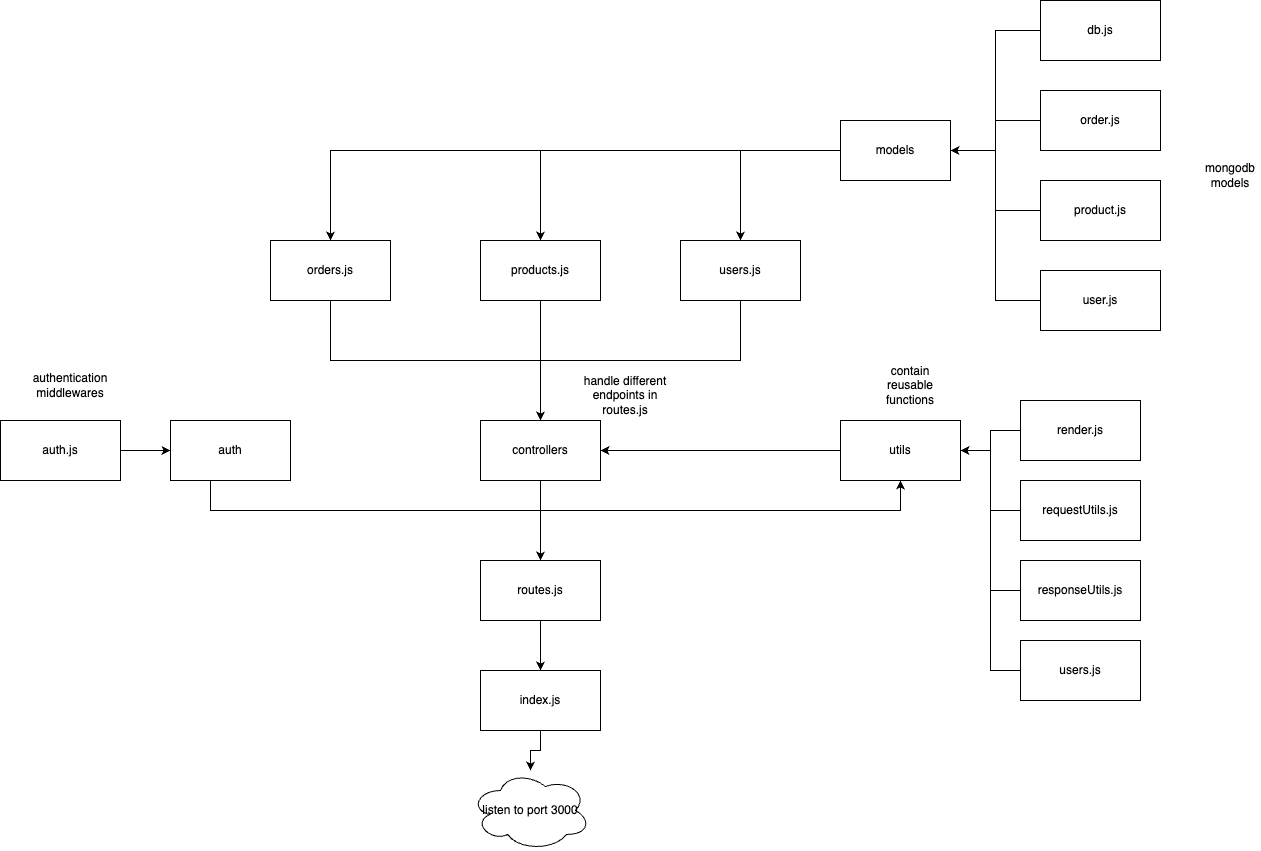 db.js
order.js
models
mongodb
models
product.js
orders.js
products.js
users.js
user.js
authentication
middlewares
handle different
endpoints in
routes.js
contain
reusable
functions
auth.js
auth
controllers
utils
render.js
requestUtils.js
routes.js
responseUtils.js
users.js
index.js
listen to port 3000